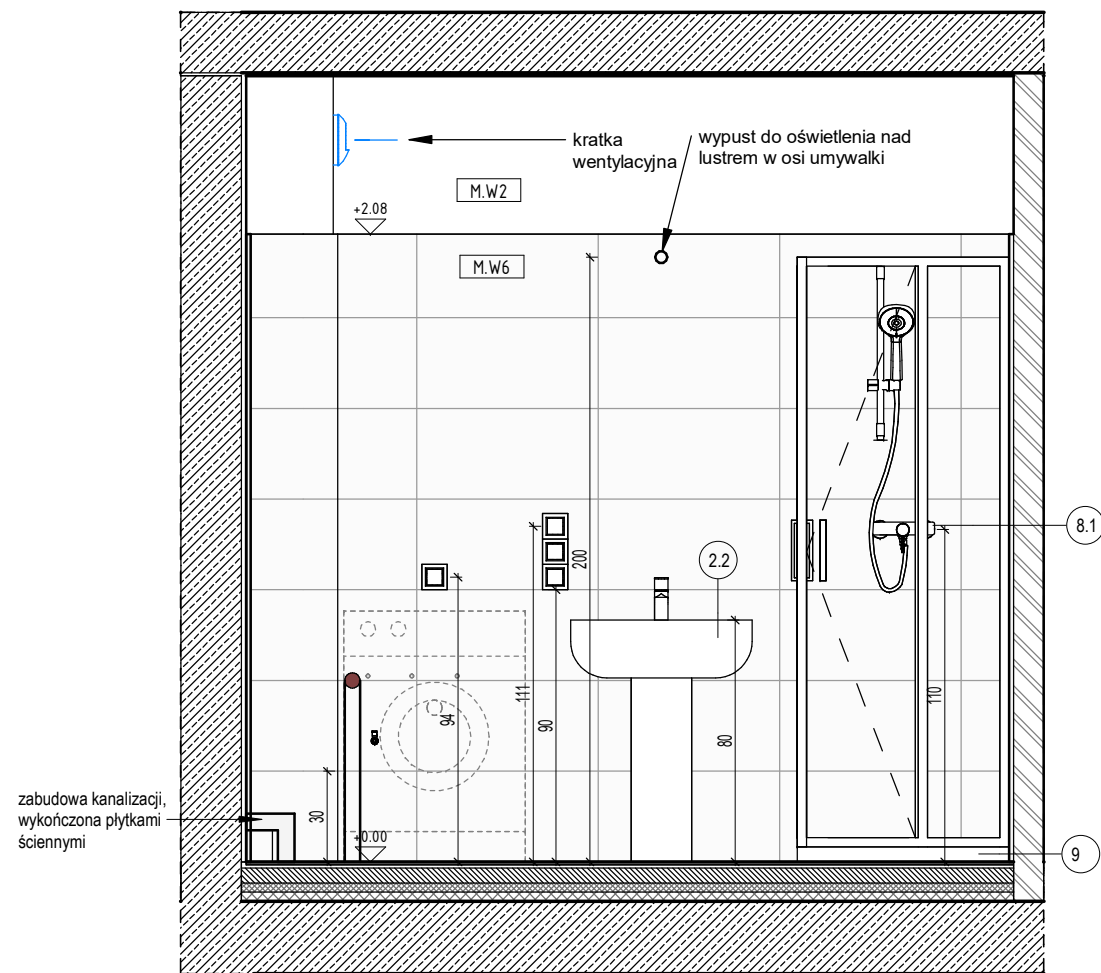 kratka
wentylacyjna
wypust do oświetlenia nad
lustrem w osi umywalki
M.W2
+2.08
M.W6
200
8.1
2.2
111
94
90
80
110
30
zabudowa kanalizacji,
wykończona płytkami
ściennymi
+0.00
9